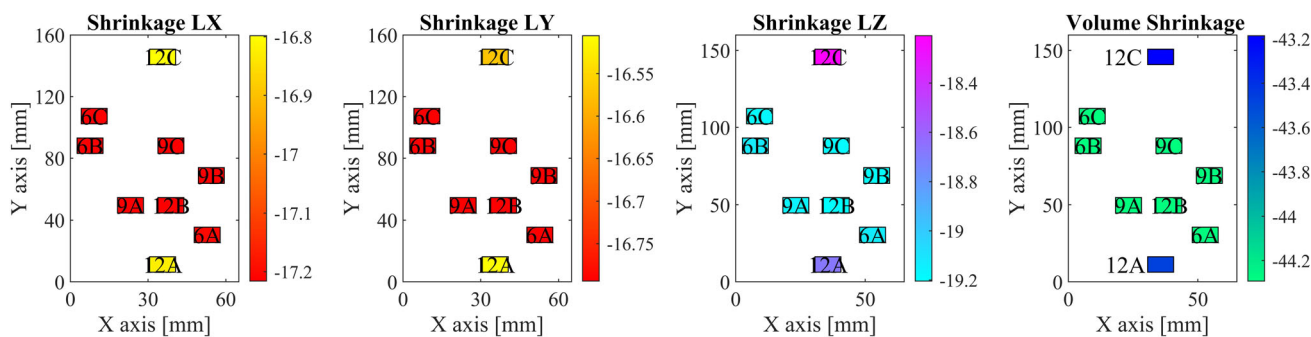 Shrinkage LX
Y axis [mm]
160
120
80
40
0
12C
6C
6B
9C
9B
9A
12B
6A
12A
0
30
60
X axis [mm]
-16.8
-16.9
-17
-17.1
-17.2
Shrinkage LY
Y axis [mm]
160
120
80
40
0
12C
6C
6B
9C
9B
9A
12B
6A
12A
0
30
60
X axis [mm]
-16.55
-16.6
-16.65
-16.7
-16.75
Shrinkage LZ
Y axis [mm]
150
100
50
0
12C
6C
6B
9C
9B
9A
12B
6A
12A
0
50
X axis [mm]
-18.4
-18.6
-18.8
-19
-19.2
Volume Shrinkage
Y axis [mm]
150
100
50
0
12C
6C
6B
9C
9B
9A
12B
6A
12A
0
50
X axis [mm]
-43.2
-43.4
-43.6
-43.8
-44
-44.2